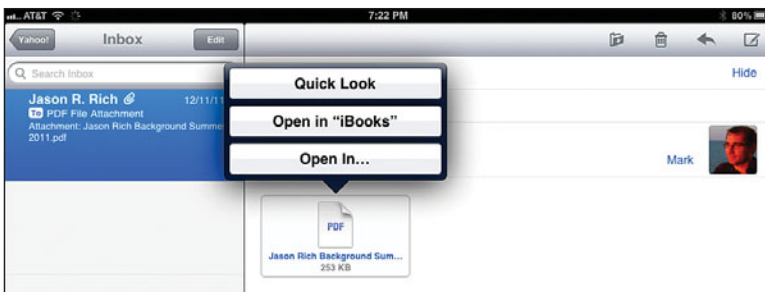 AT&T 7:22 PM 80%
Yahoo! Inbox Edit
Search Inbox
Hide
Jason R. Rich 12/11/11
To PDF File Attachment
Attachment: Jason Rich Background Summe
2011.pdf
Quick Look
Open in “iBooks”
Open In...
Mark
PDF
Jason Rich Background Sum...
253 KB